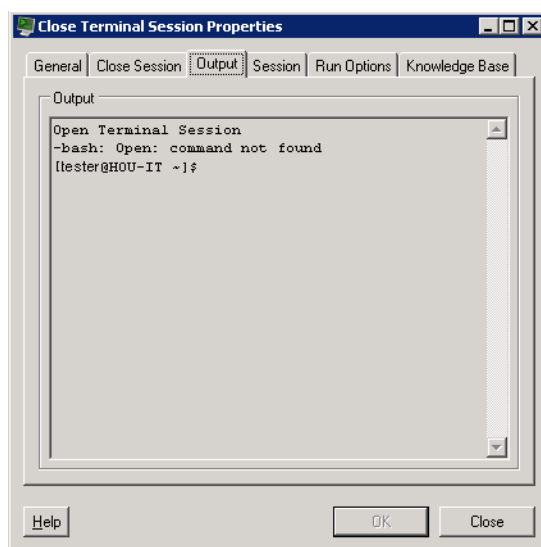 Close Terminal Session Properties
General
Close Session
Output
Session
Run Options
Knowledge Base
Output
Open Terminal Session
-bash: Open: command not found
[tester@HOU-IT ~]$
Help
OK
Close